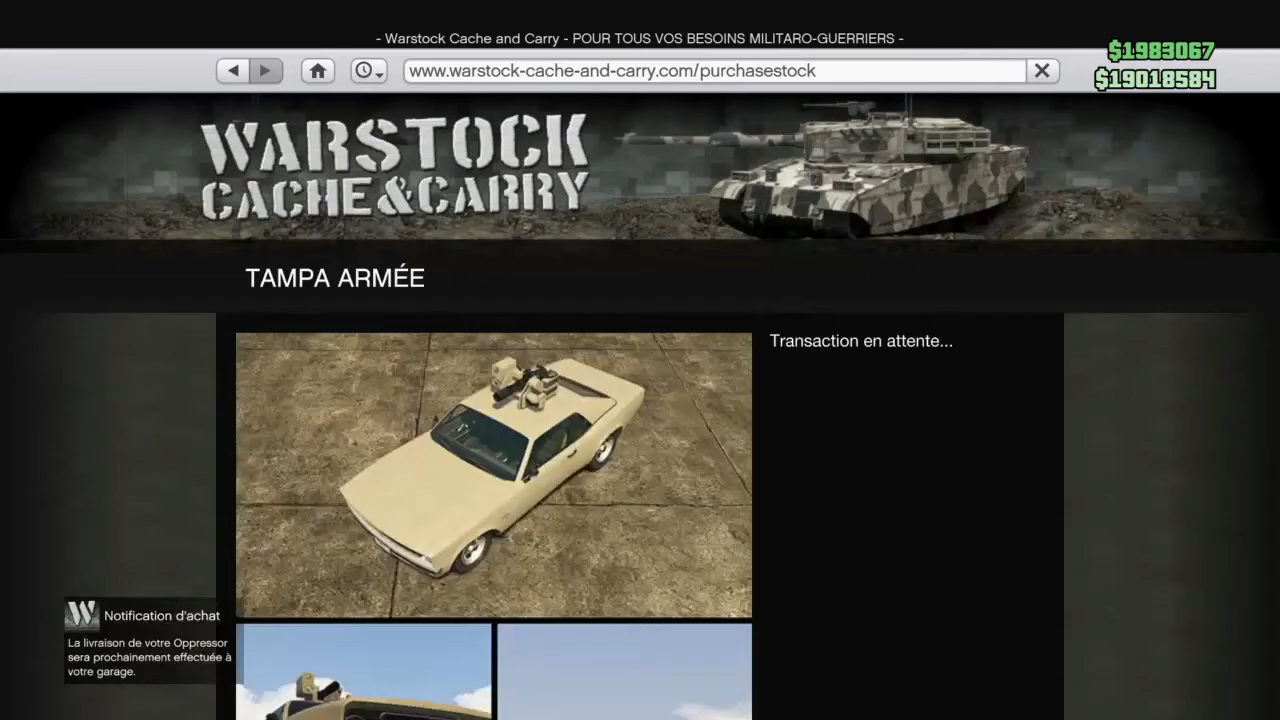 - Warstock Cache and Carry - POUR TOUS VOS BESOINS MILITARO-GUERRIERS -
www.warstock-cache-and-carry.com/purchasestock
$1983067
$19018584
WARSTOCK
CACHE&CARRY
TAMPA ARMÉE
Transaction en attente...
W
Notification d'achat
La livraison de votre Oppressor
sera prochainement effectuée à
votre garage.